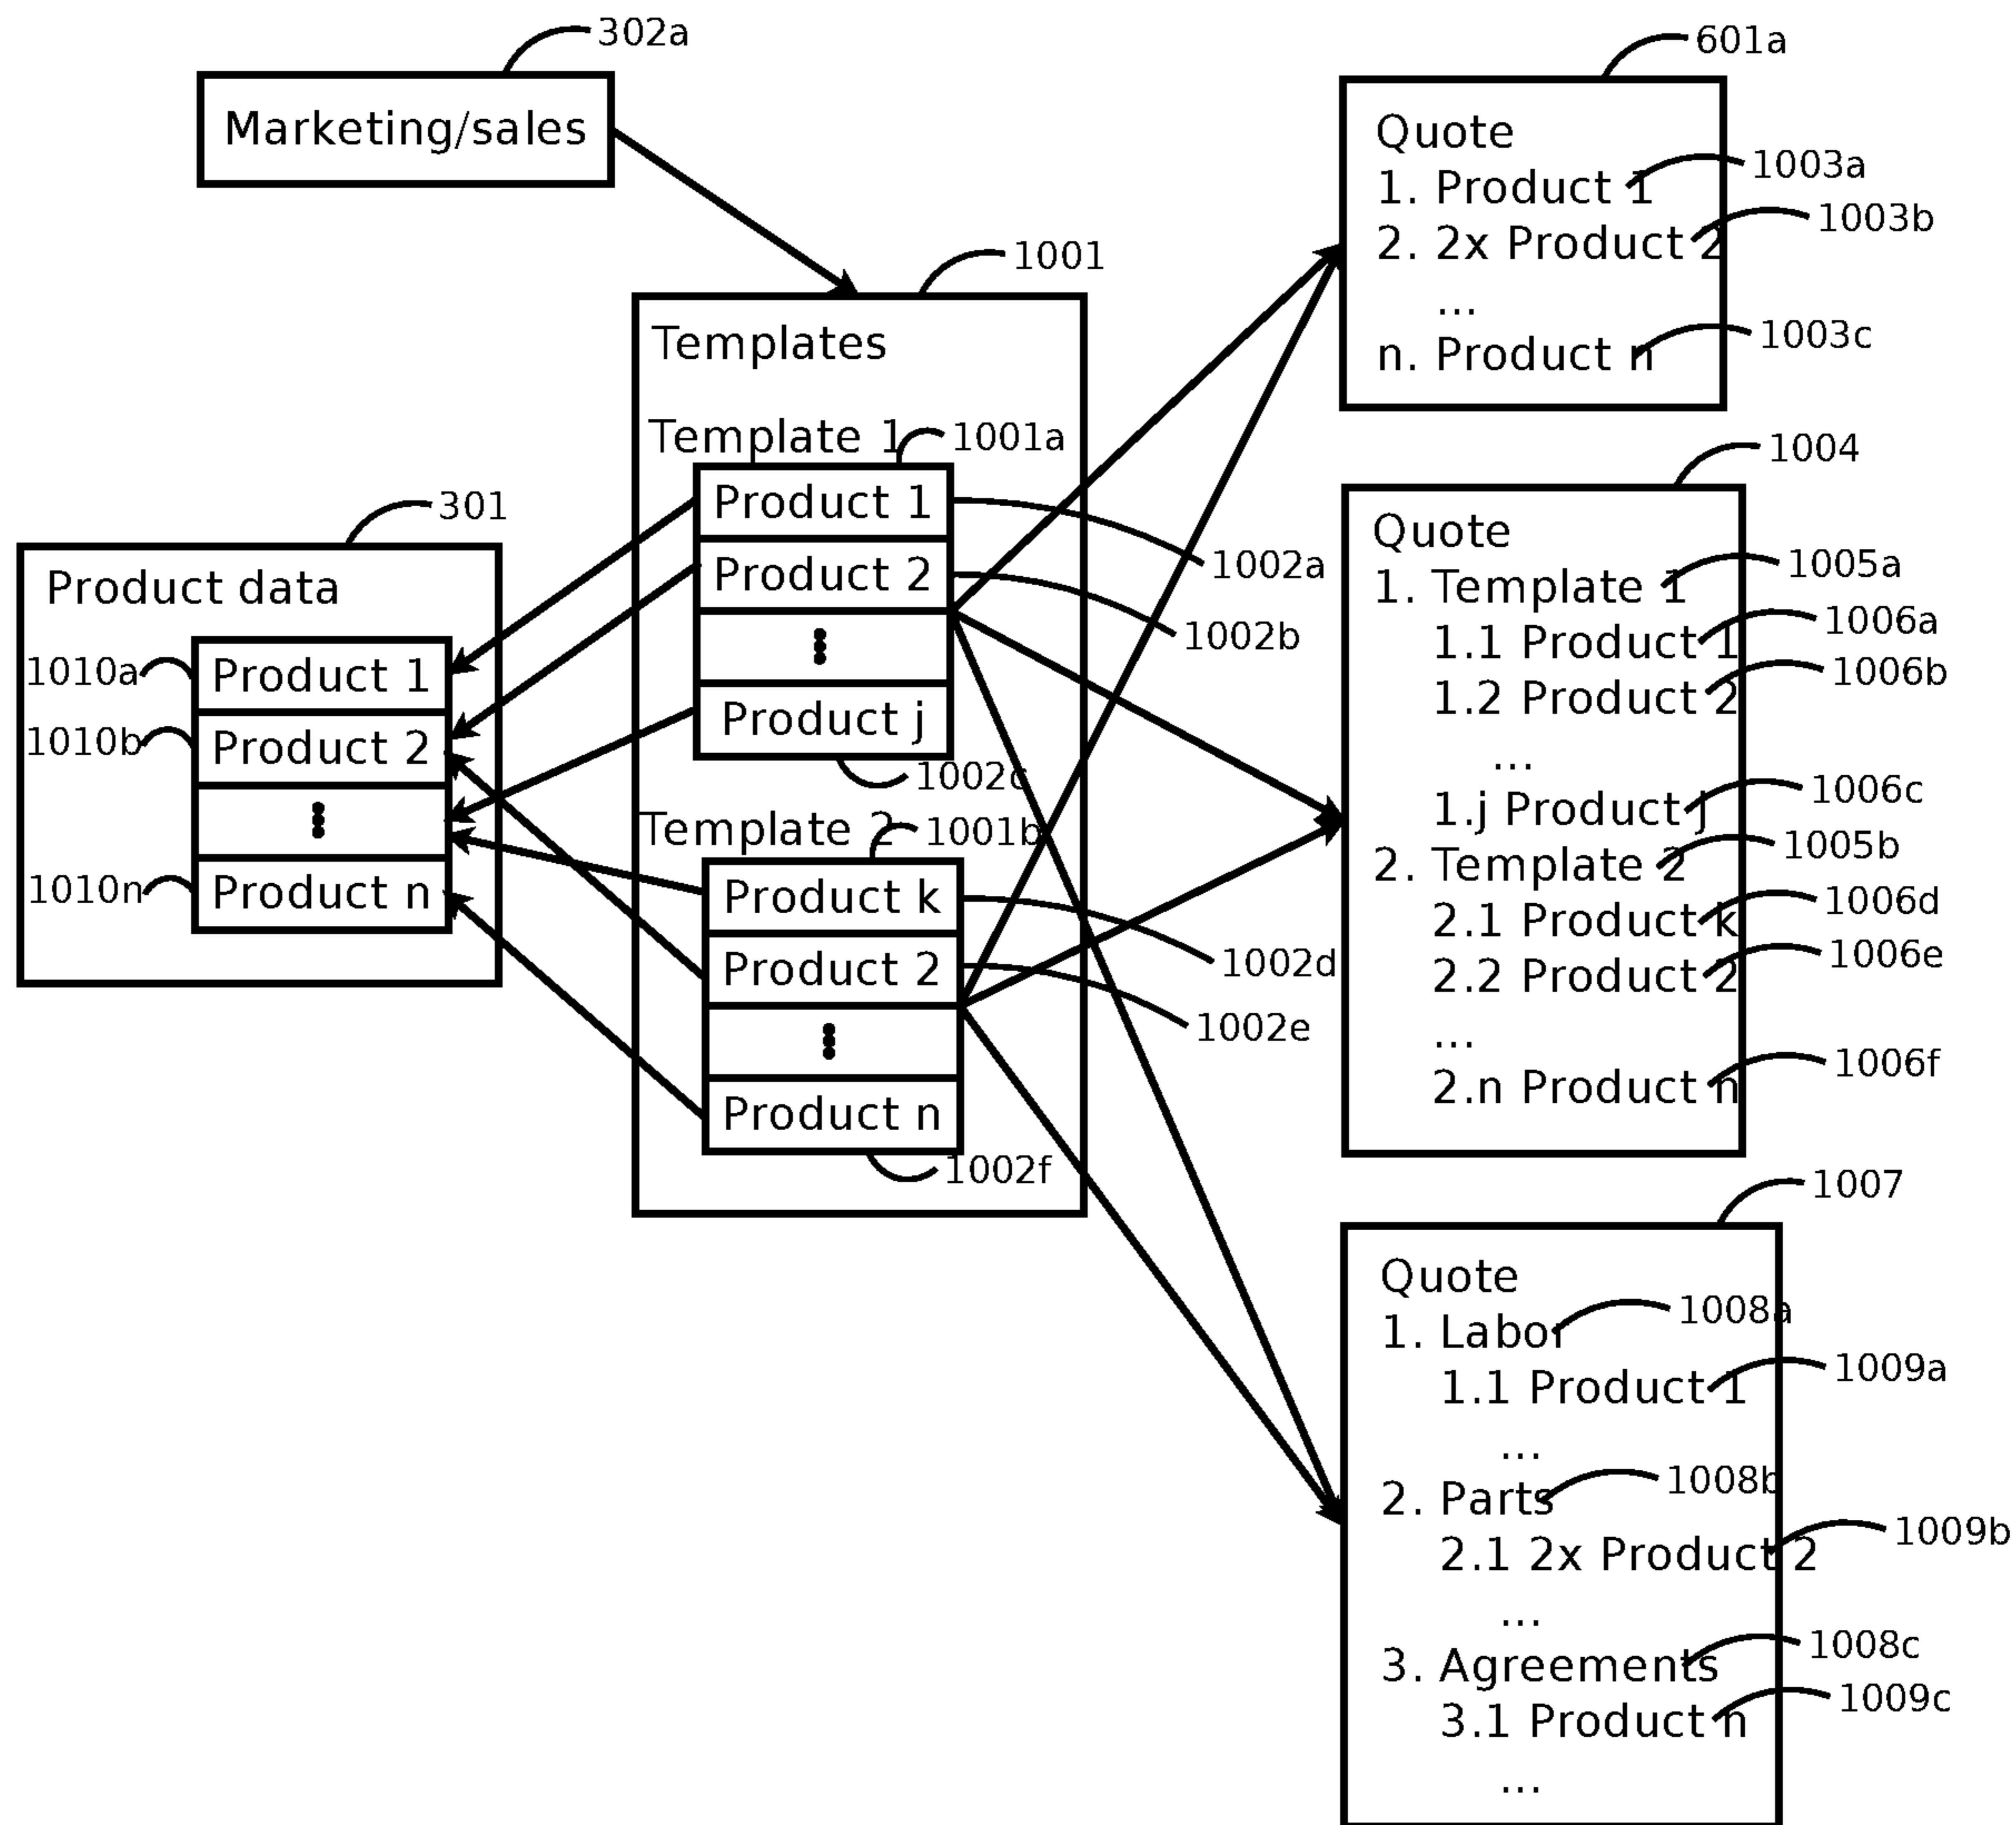 302a
Marketing/sales
1001
Templates
Template 1
1001a
Product 1
1002a
Product 2
1002b
Product j
1002c
Template 2
1001b
Product k
1002d
Product 2
1002e
Product n
1002f
301
Product data
1010a
Product 1
1010b
Product 2
1010n
Product n
601a
Quote
1. Product 1
1003a
2. 2x Product 2
1003b
...
n. Product n
1003c
1004
Quote
1. Template 1
1005a
1.1 Product 1
1006a
1.2 Product 2
1006b
...
1.j Product j
1006c
2. Template 2
1005b
2.1 Product k
1006d
2.2 Product 2
1006e
...
2.n Product n
1006f
1007
Quote
1. Labor
1008a
1.1 Product 1
1009a
...
2. Parts
1008b
2.1 2x Product 2
1009b
...
3. Agreements
1008c
3.1 Product n
1009c
...